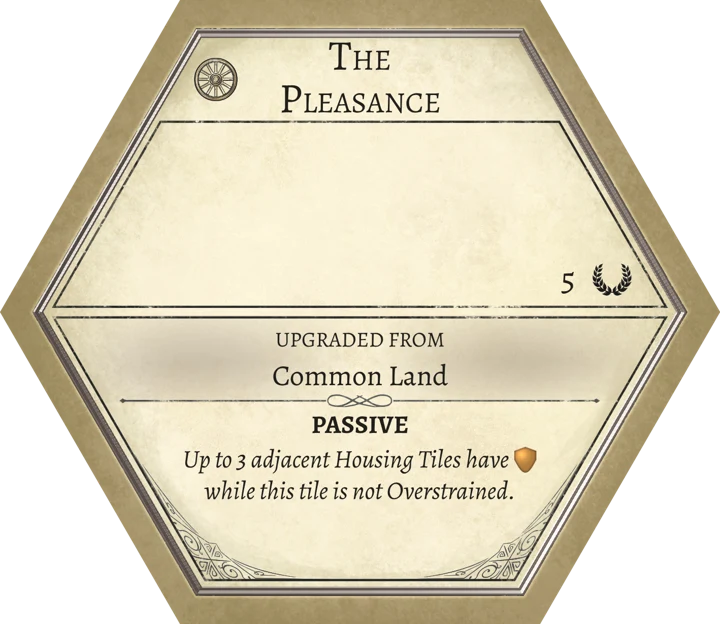 The
Pleasance
5
UPGRADED FROM
Common Land
PASSIVE
Up to 3 adjacent Housing Tiles have
while this tile is not Overstrained.